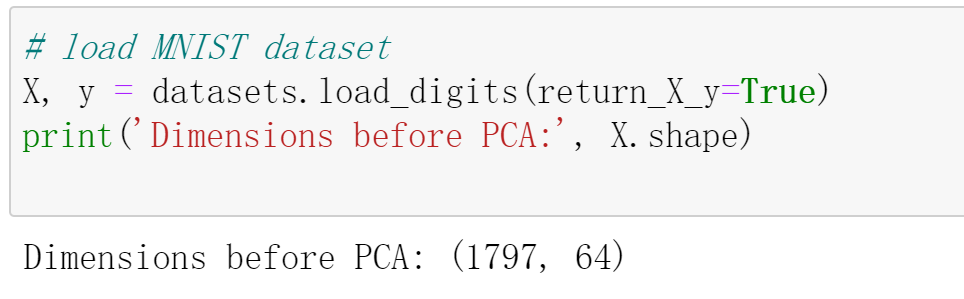 # load MNIST dataset
X, y = datasets.load_digits(return_X_y=True)
print('Dimensions before PCA:', X.shape)
Dimensions before PCA: (1797, 64)